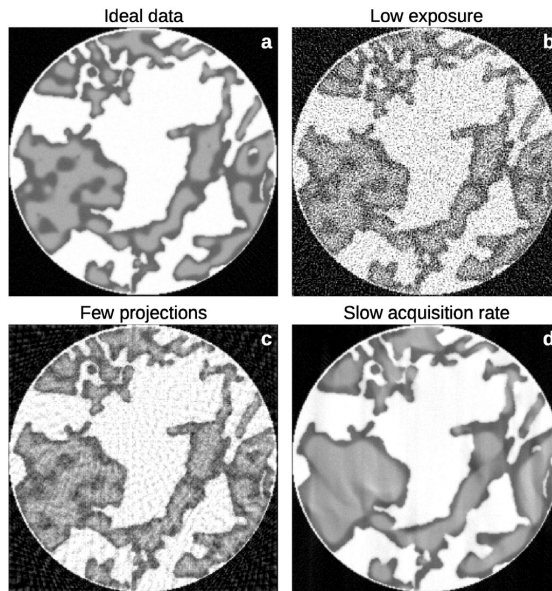 Ideal data
Low exposure
a
b
Few projections
Slow acquisition rate
c
d